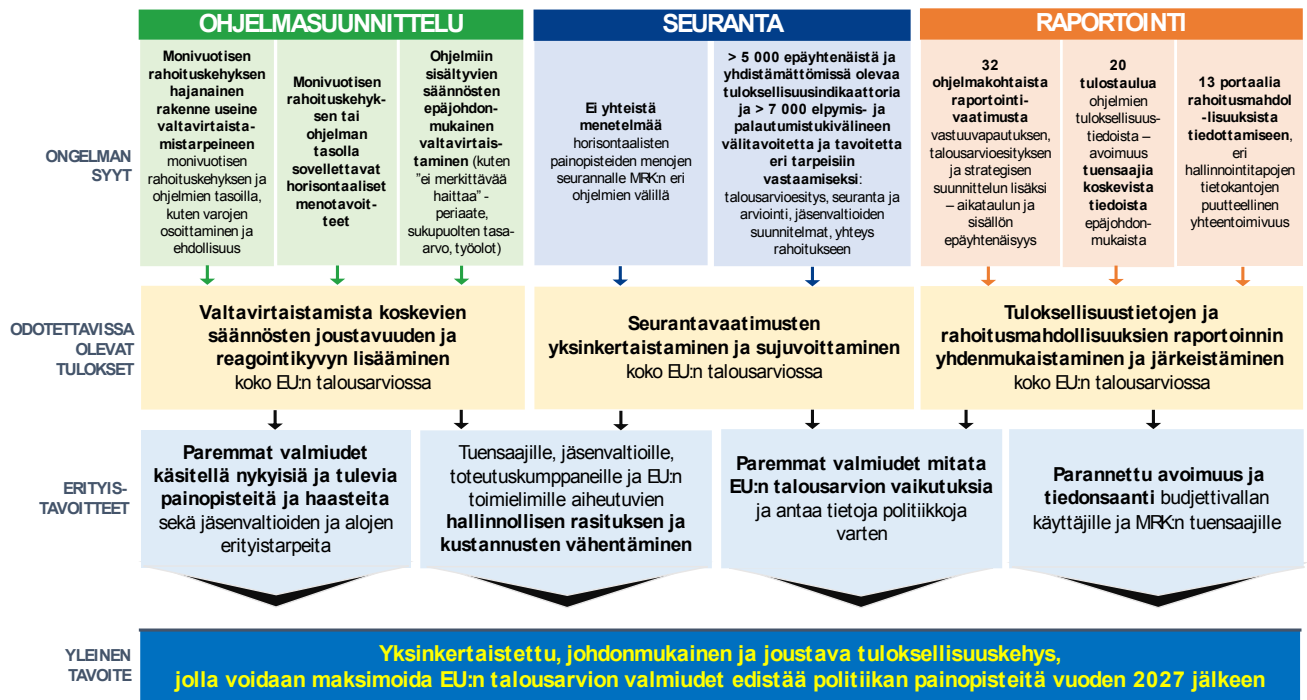 OHJELMASUUNNITTELU
SEURANTA
RAPORTOINTI
ONGELMAN
SYYT
Monivuotisen
rahoituskehyksen
hajanainen
rakenne useine
valtavirtaista-
mistarpeineen
monivuotisen
rahoituskehyksen ja
ohjelmien tasoilla,
kuten varojen
osoittaminen ja
ehdollisuus
Monivuotisen
rahoituskehyk-
sen tai
ohjelman
tasolla
sovellettavat
horisontaaliset
menotavoit-
teet
Ohjelmiin
sisältyvien
säännösten
epäjohdon-
mukainen
valtavirtais-
taminen (kuten
”ei merkittävää
haittaa” -
periaate,
sukupuolten tasa-
arvo, työolot)
Ei yhteistä
menetelmää
horisontaalisten
painopisteiden menojen
seurannalle MRK:n eri
ohjelmien välillä
> 5 000 epäyhtenäistä ja
yhdistämättömissä olevaa
tuloksellisuusindikaattoria
ja > 7 000 elpymis- ja
palautumistukivälineen
välitavoitetta ja tavoitetta
eri tarpeisiin
vastaamiseksi:
talousarvioesitys, seuranta ja
arviointi, jäsenvaltioiden
suunnitelmat, yhteys
rahoitukseen
32
ohjelmakohtaista
raportointi-
vaatimusta
vastuuvapautuksen,
talousarvioesityksen
ja strategisen
suunnittelun lisäksi
– aikataulun ja
sisällön
epäyhtenäisyys
20
tulostaulua
ohjelmien
tuloksellisuus-
tiedoista –
avoimuus
tuensaajia
koskevista
tiedoista
epäjohdon-
mukaista
13 portaalia
rahoitusmahdol
-lisuuksista
tiedottamiseen,
eri
hallinnointitapojen
tietokantojen
puutteellinen
yhteentoimivuus
ODOTETTAVISSA
OLEVAT
TULOKSET
Valtavirtaistamista koskevien
säännösten joustavuuden ja
reagointikyvyn lisääminen
koko EU:n talousarviossa
Seurantavaatimusten
yksinkertaistaminen ja sujuvoittaminen
koko EU:n talousarviossa
Tuloksellisuustietojen ja
rahoitusmahdollisuuksien raportoinnin
yhdenmukaistaminen ja järkeistäminen
koko EU:n talousarviossa
ERITYIS-
TAVOITTEET
Paremmat valmiudet
käsitellä nykyisiä ja tulevia
painopisteitä ja haasteita
sekä jäsenvaltioiden ja alojen
erityistarpeita
Tuensaajille, jäsenvaltioille,
toteutuskumppaneille ja EU:n
toimielimille aiheutuvien
hallinnollisen rasituksen ja
kustannusten vähentäminen
Paremmat valmiudet mitata
EU:n talousarvion vaikutuksia
ja antaa tietoja politiikkoja
varten
Parannettu avoimuus ja
tiedonsaanti budjettivallan
käyttäjille ja MRK:n tuensaajille
YLEINEN
TAVOITE
Yksinkertaistettu, johdonmukainen ja joustava tuloksellisuuskehys,
jolla voidaan maksimoida EU:n talousarvion valmiudet edistää politiikan painopisteitä vuoden 2027 jälkeen